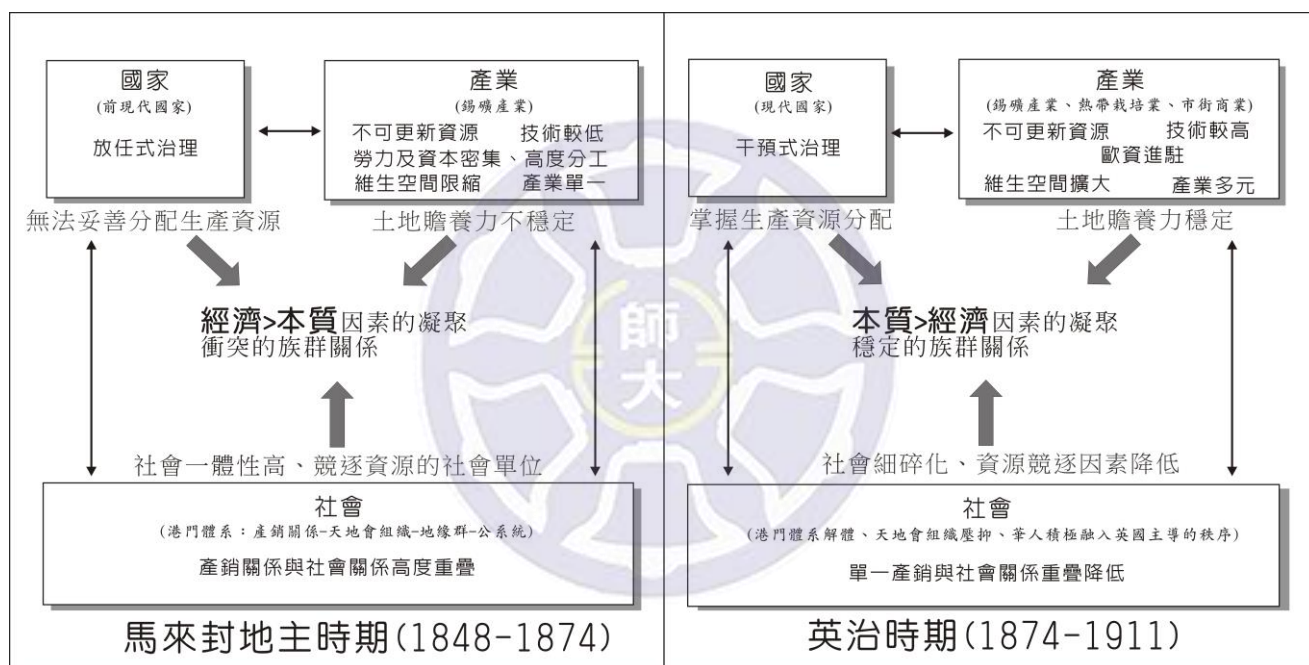 國家
(前現代國家)
放任式治理
產業
(錫礦產業)
不可更新資源 技術較低
勞力及資本密集、高度分工
維生空間限縮 產業單一
無法妥善分配生產資源
土地贍養力不穩定
經濟>本質因素的凝聚
衝突的族群關係
社會一體性高、競逐資源的社會單位
社會
(港門體系：產銷關係-天地會組織-地緣群-公系統)
產銷關係與社會關係高度重疊
馬來封地主時期(1848-1874)
國家
(現代國家)
干預式治理
產業
(錫礦產業、熱帶栽培業、市街商業)
不可更新資源 技術較高
歐資進駐
維生空間擴大 產業多元
掌握生產資源分配
土地贍養力穩定
本質>經濟因素的凝聚
穩定的族群關係
社會細碎化、資源競逐因素降低
社會
(港門體系解體、天地會組織壓抑、華人積極融入英國主導的秩序)
單一產銷與社會關係重疊降低
英治時期(1874-1911)
師大